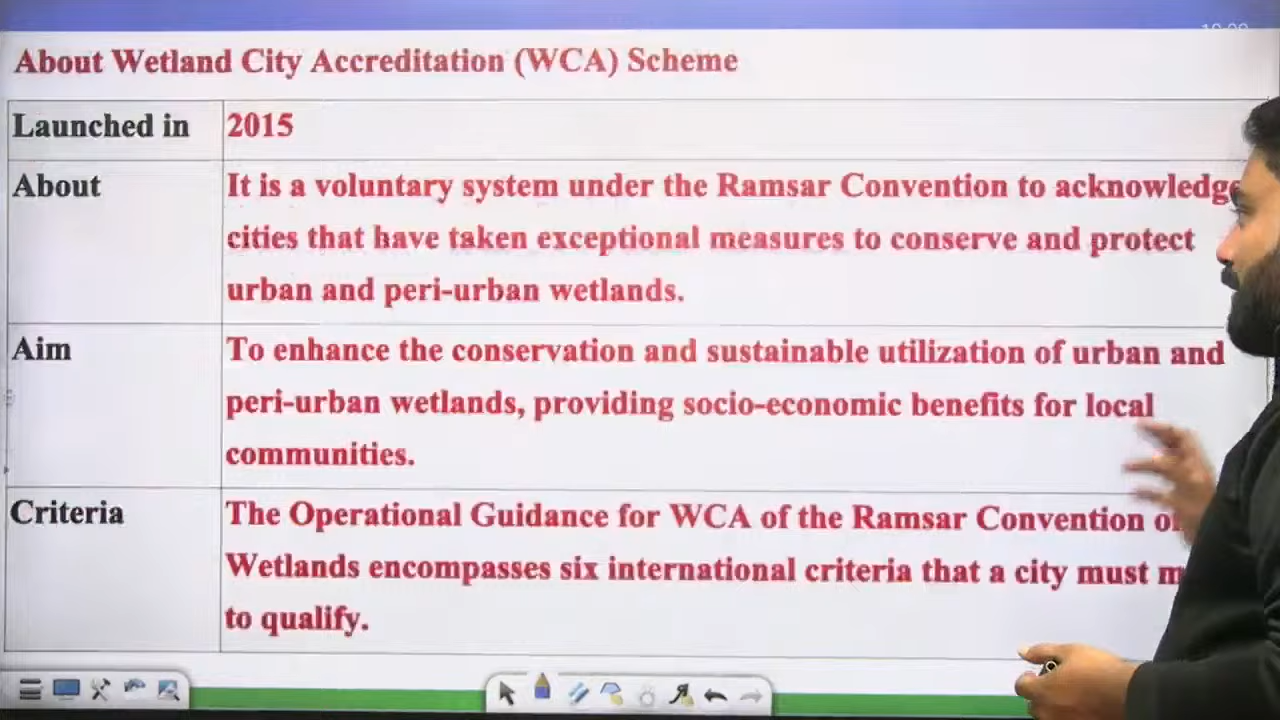 About Wetland City Accreditation (WCA) Scheme
Launched in 2015
About It is a voluntary system under the Ramsar Convention to acknowledge
cities that have taken exceptional measures to conserve and protect
urban and peri-urban wetlands.
Aim To enhance the conservation and sustainable utilization of urban and
peri-urban wetlands, providing socio-economic benefits for local
communities.
Criteria The Operational Guidance for WCA of the Ramsar Convention
Wetlands encompasses six international criteria that a city must
to qualify.